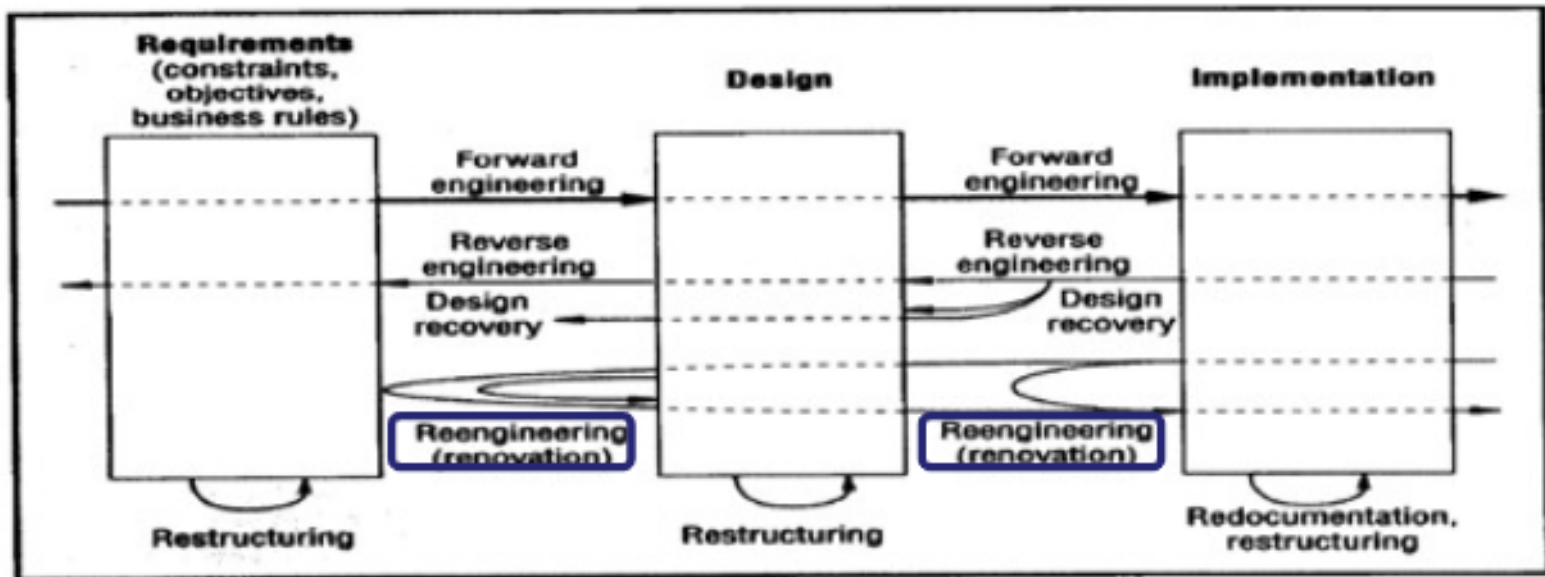 Requirements
(constraints,
objectives,
business rules)
Design
Implementation
Forward
engineering
Forward
engineering
Reverse
engineering
Reverse
engineering
Design
recovery
Design
recovery
Reengineering
(renovation)
Reengineering
(renovation)
Restructuring
Restructuring
Redocumentation,
restructuring